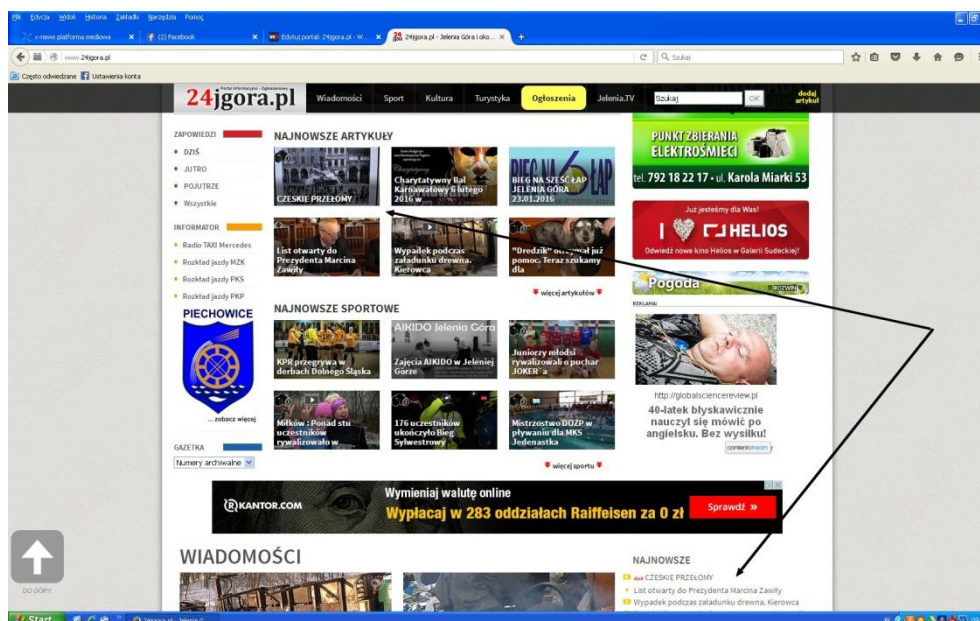 Plik Edycja Widok Historia Zakładki Narzędzia Pomoc
x-news platforma mediowa
(2) Facebook
Edytuj portal: 24jgora.pl - W...
24jgora.pl - Jelenia Góra i oko...
www.24jgora.pl
Szukaj
Często odwiedzane
Ustawienia konta
Portal Informacyjno - Ogłoszeniowy
24jgora.pl
Wiadomości
Sport
Kultura
Turystyka
Ogłoszenia
Jelenia.TV
Szukaj
OK
dodaj
artykuł
ZAPOWIEDZI
DZIŚ
JUTRO
POJUTRZE
Wszystkie
INFORMATOR
Radio TAXI Mercedes
Rozkład jazdy MZK
Rozkład jazdy PKS
Rozkład jazdy PKP
PIECHOWICE
... zobacz więcej
GAZETKA
Numery archiwalne
DO GÓRY
NAJNOWSZE ARTYKUŁY
CZESKIE PRZEŁOMY
Charytatywny Bal
Karnawałowy 6 lutego
2016 w
BIEG NA SZEŚĆ ŁAP
JELENIA GÓRA
23.01.2016
List otwarty do
Prezydenta Marcina
Zawiły
Wypadek podczas
załadunku drewna.
Kierowca
"Dredzik" otrzymał już
pomoc. Teraz szukamy
dla
więcej artykułów
NAJNOWSZE SPORTOWE
KPR przegrywa w
derbach Dolnego Śląska
AIKIDO Jelenia Góra
Zajęcia AIKIDO w Jeleniej
Górze
Juniorzy młodsi
rywalizowali o puchar
JOKER`a
Miłków : Ponad stu
uczestników
rywalizowało w
176 uczestników
ukończyło Bieg
Sylwestrowy
Mistrzostwo DOZP w
pływaniu dla MKS
Jedenastka
więcej sportu
PUNKT ZBIERANIA
ELEKTROŚMIECI
tel. 792 18 22 17 - ul. Karola Miarki 53
Już jesteśmy dla Was!
I HELIOS
Odwiedź nowe kino Helios w Galerii Sudeckiej!
Pogoda
ROZWIŃ
REKLAMA:
http://globalsciencereview.pl
40-latek błyskawicznie
nauczył się mówić po
angielsku. Bez wysiłku!
contentstream
RKANTOR.COM
Wymieniaj walutę online
Wypłacaj w 283 oddziałach Raiffeisen za 0 zł
Sprawdź »
WIADOMOŚCI
NAJNOWSZE
CZESKIE PRZEŁOMY
List otwarty do Prezydenta Marcina Zawiły
Wypadek podczas załadunku drewna. Kierowca
Start